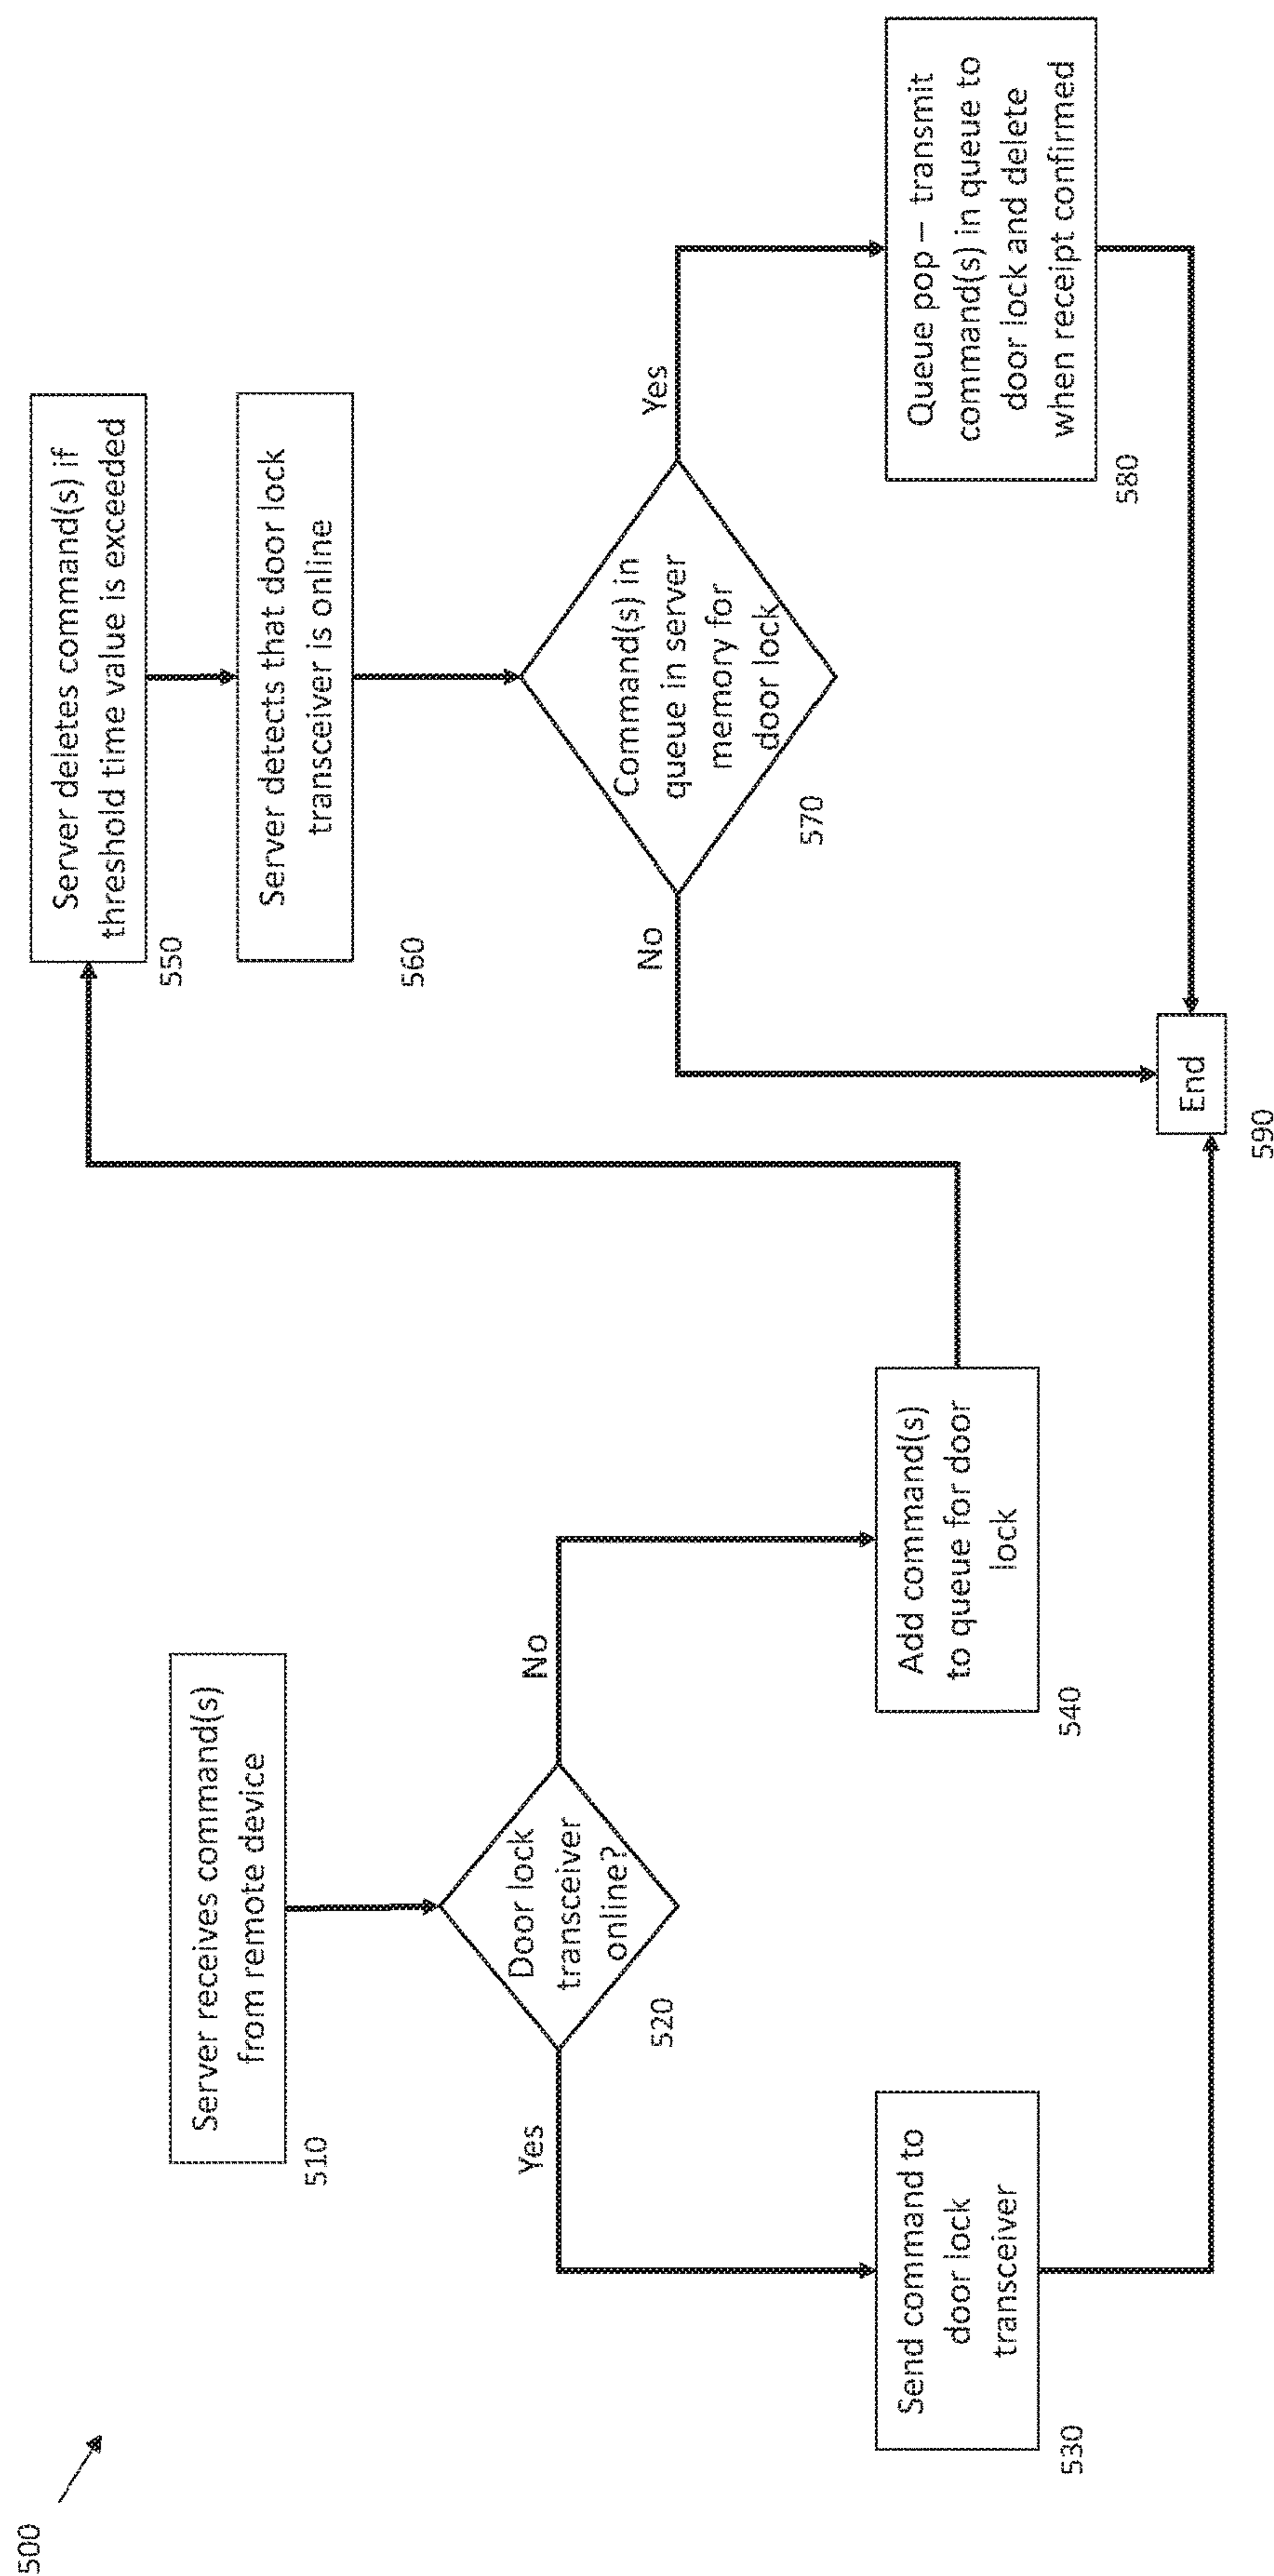 500
Server receives command(s)
from remote device
510
Door lock
transceiver
online?
520
Yes
No
Send command to
door lock
transceiver
530
Add command(s)
to queue for door
lock
540
Server deletes command(s) if
threshold time value is exceeded
550
Server detects that door lock
transceiver is online
560
Command(s) in
queue in server
memory for
door lock
570
No
Yes
Queue pop – transmit
command(s) in queue to
door lock and delete
when receipt confirmed
580
End
590